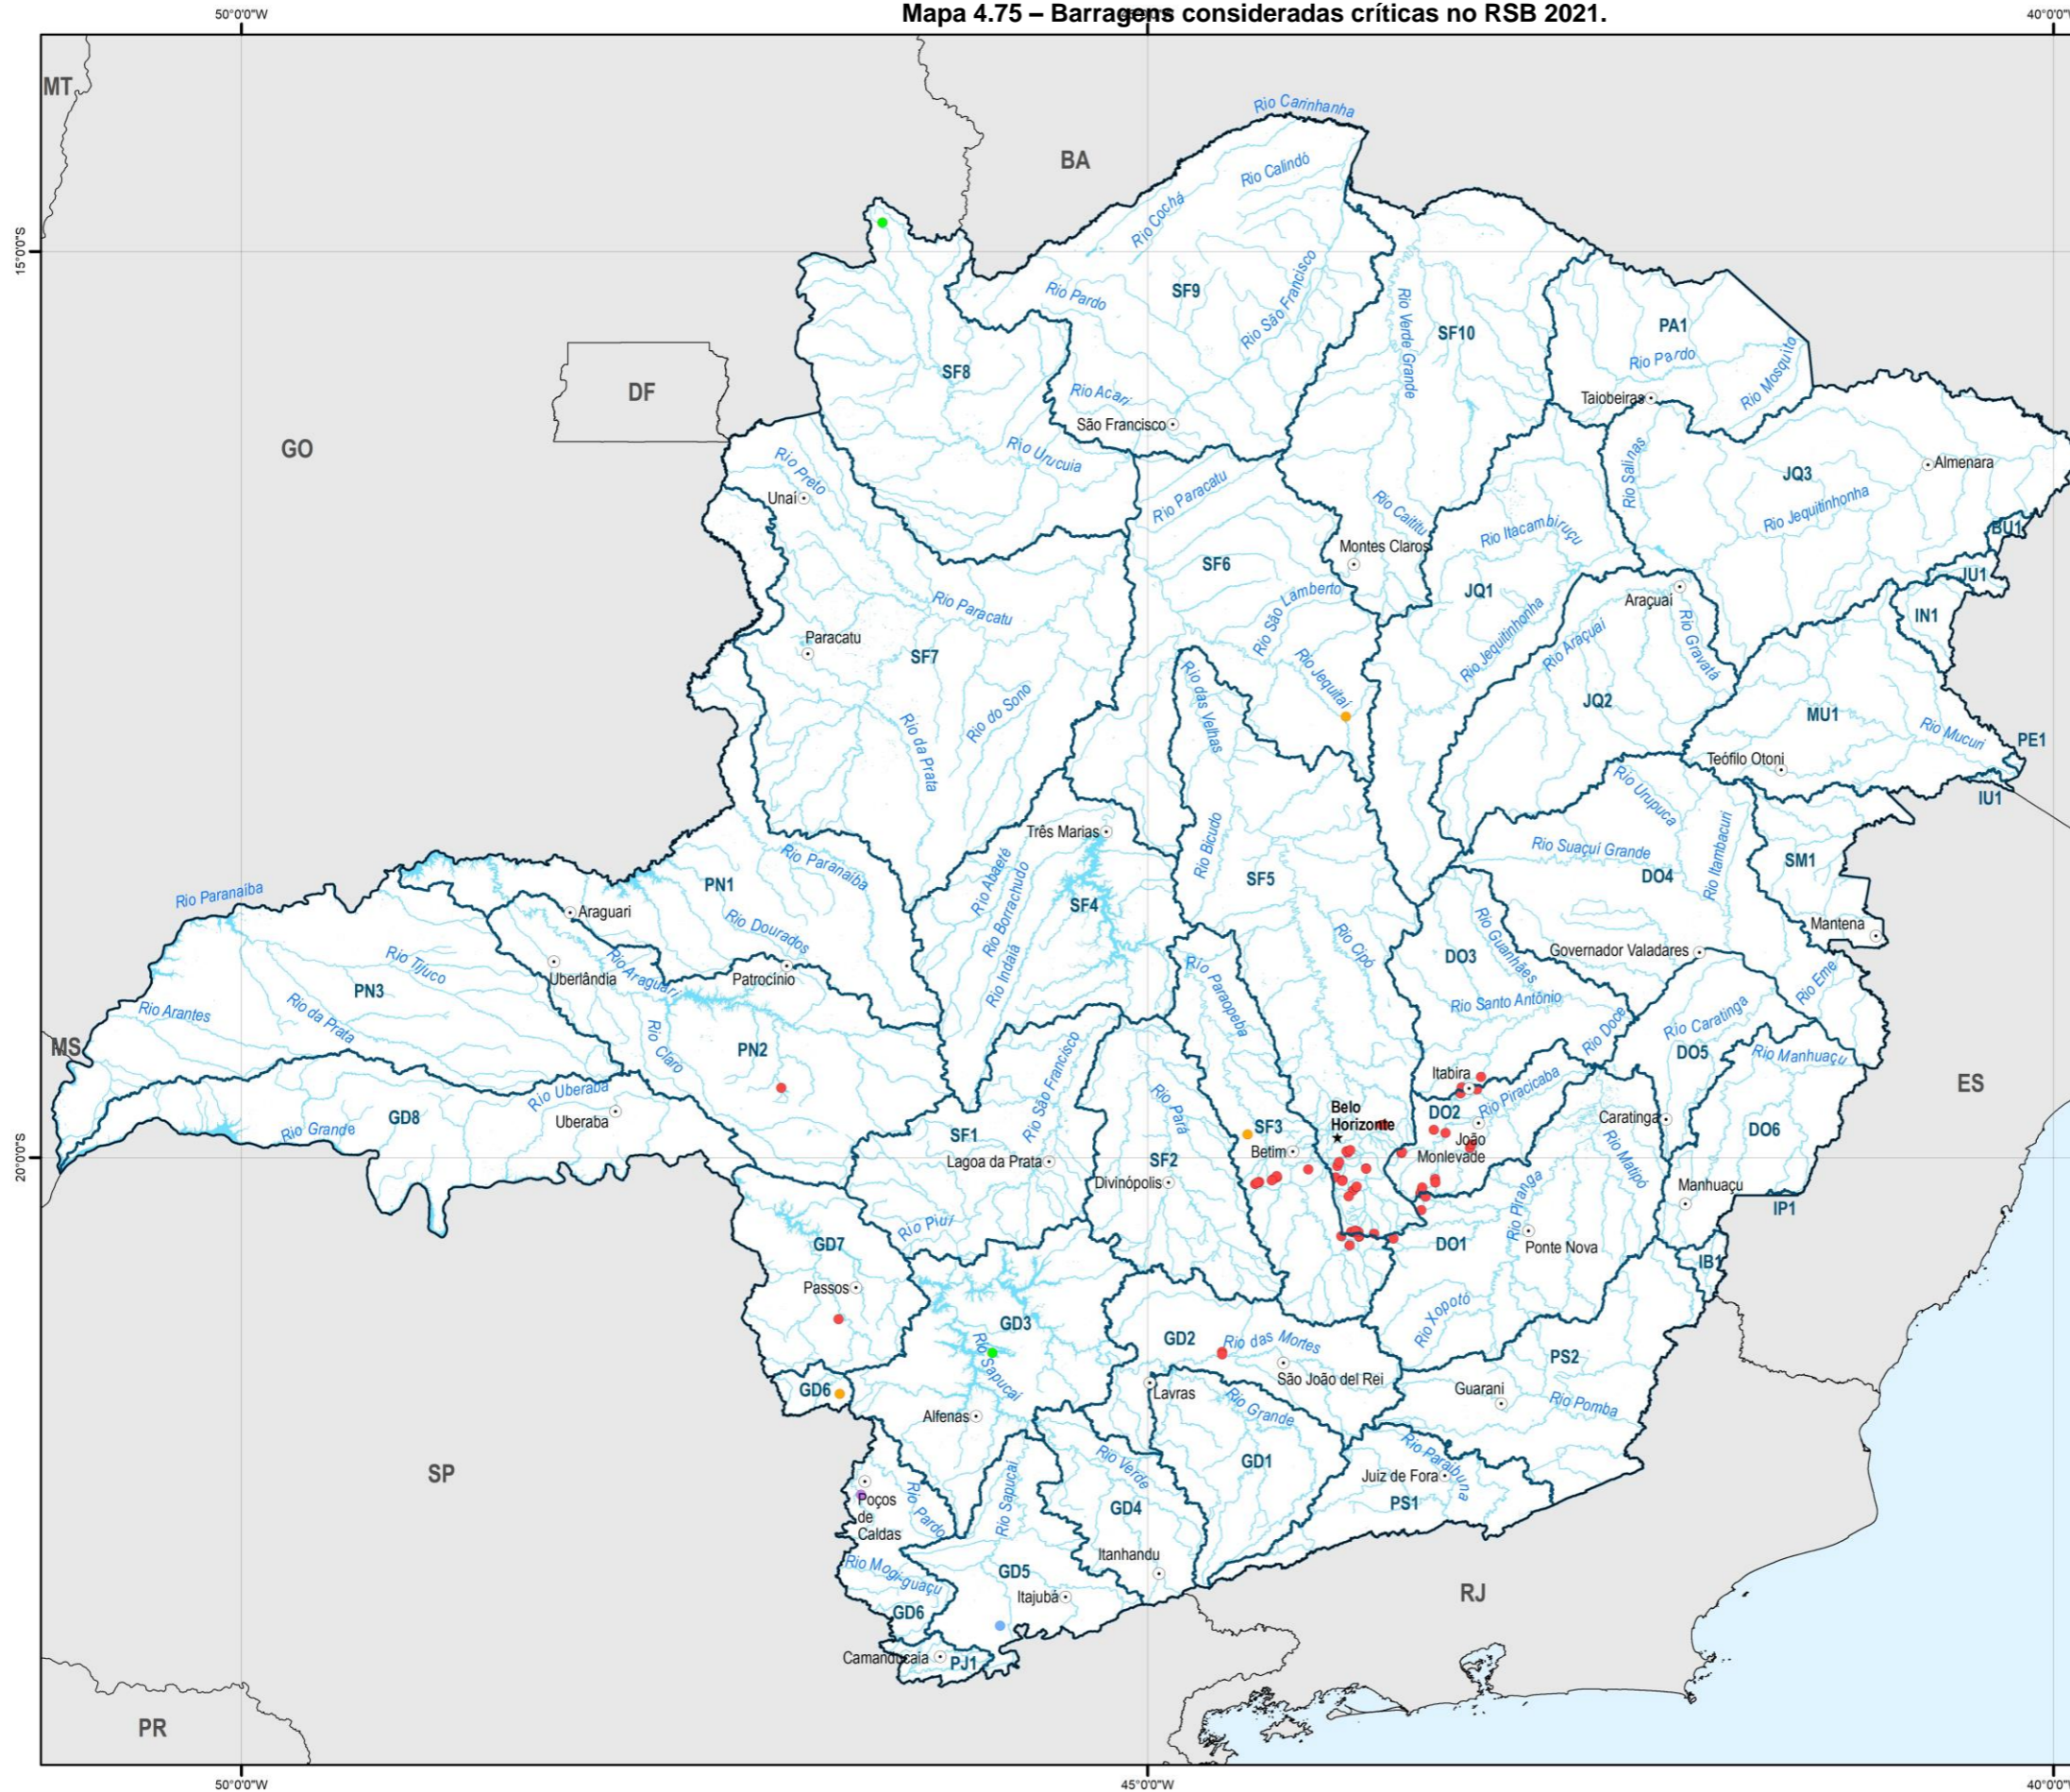 Mapa 4.75 – Barragens consideradas críticas no RSB 2021.
50°0'0"W
40°0'0"W
MT
Rio Carinhanha
BA
Rio Calindó
Rio Cochá
15°0'0"S
SF9
Rio Pardo
Rio São Francisco
Rio Verde Grande
SF10
PA1
Rio Pardo
Rio Mosquito
SF8
DF
Rio Acari
São Francisco
Taiobeiras
GO
Rio Urucuia
Rio Preto
Unaí
Rio Paracatu
Rio Caititu
Rio Salinas
Almenara
JQ3
Rio Jequitinhonha
BU1
Rio Itacambiruçu
Montes Claros
SF6
JU1
JQ1
Rio São Lamberto
Araçuaí
IN1
Rio Paracatu
Rio Jequitinhonha
Rio Araçuaí
Rio Gravatá
Paracatu
SF7
Rio do Sono
Rio da Prata
Rio das Velhas
Rio Jequitaí
JQ2
MU1
Rio Mucuri
PE1
Teófilo Otoni
IU1
Rio Urupuca
Três Marias
Rio Bicudo
Rio Suaçuí Grande
Rio Itambacuri
SM1
Rio Paranaíba
PN1
Rio Abaeté
Rio Borrachudo
SF4
SF5
DO4
Rio Paranaíba
Araguari
Rio Dourados
Mantena
Rio Guanhães
Rio Cipó
DO3
Governador Valadares
Uberlândia
Rio Araguari
Patrocínio
Rio Indaiá
Rio Paraopeba
Rio Eme
Rio Tijuco
PN3
Rio Arantes
Rio da Prata
Rio Santo Antônio
Rio Doce
Rio Caratinga
MS
Rio Claro
PN2
Rio São Francisco
DO5
Rio Manhuaçu
Itabira
ES
Rio Uberaba
Uberaba
GD8
Rio Grande
Rio Pará
Belo
Horizonte
DO2
Rio Piracicaba
Caratinga
DO6
SF1
SF3
Betim
João
Monlevade
Rio Matipó
20°0'0"S
Lagoa da Prata
SF2
Divinópolis
Manhuaçu
IP1
Rio Piranga
Rio Piuí
GD7
DO1
Ponte Nova
IB1
Passos
Rio Xopotó
GD3
GD2
Rio das Mortes
Rio Sapucaí
PS2
São João del Rei
GD6
Lavras
Guarani
Rio Pomba
Rio Grande
Alfenas
SP
Rio Verde
GD1
Rio Paraibuna
Juiz de Fora
PS1
Poços
de
Caldas
Rio Pardo
Rio Sapucaí
GD4
Itanhandu
Rio Mogi-guaçu
GD5
Itajubá
RJ
GD6
Camanducaia
PJ1
PR
50°0'0"W
45°0'0"W